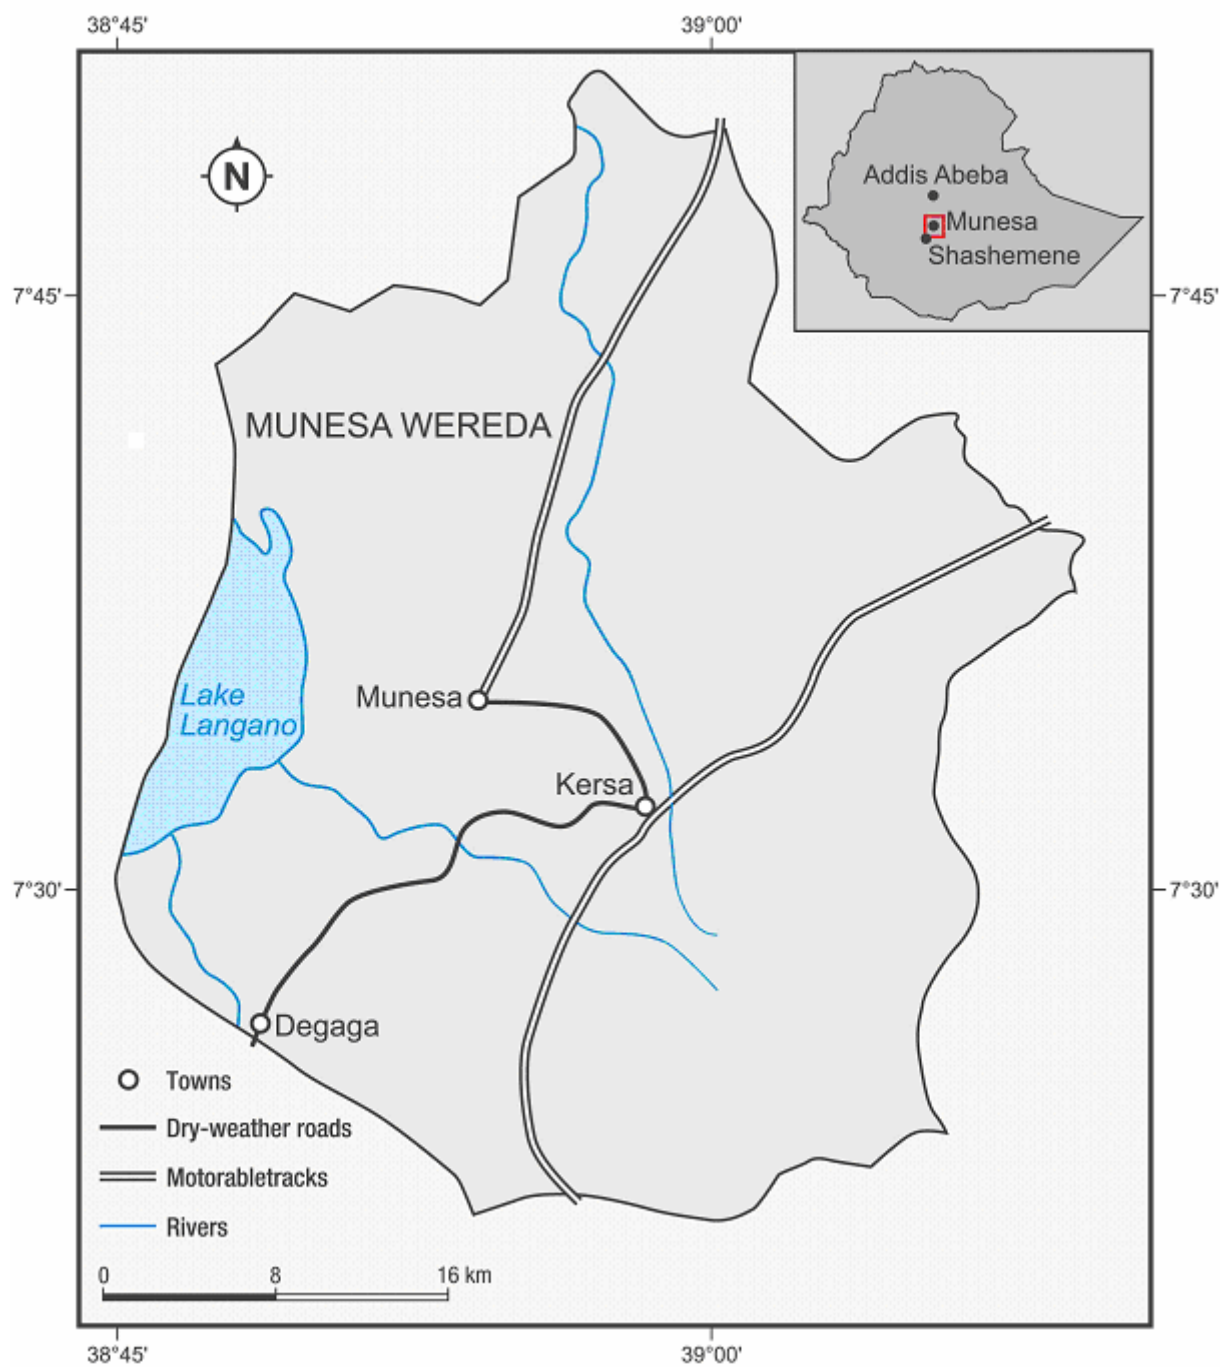 38°45'
39°00'
N
Addis Abeba
Munesa
Shashemene
7°45'
7°45'
MUNESA WEREDA
Lake
Langano
Munesa
Kersa
7°30'
7°30'
Degaga
Towns
Dry-weather roads
Motorabletracks
Rivers
0 8 16 km
38°45'
39°00'